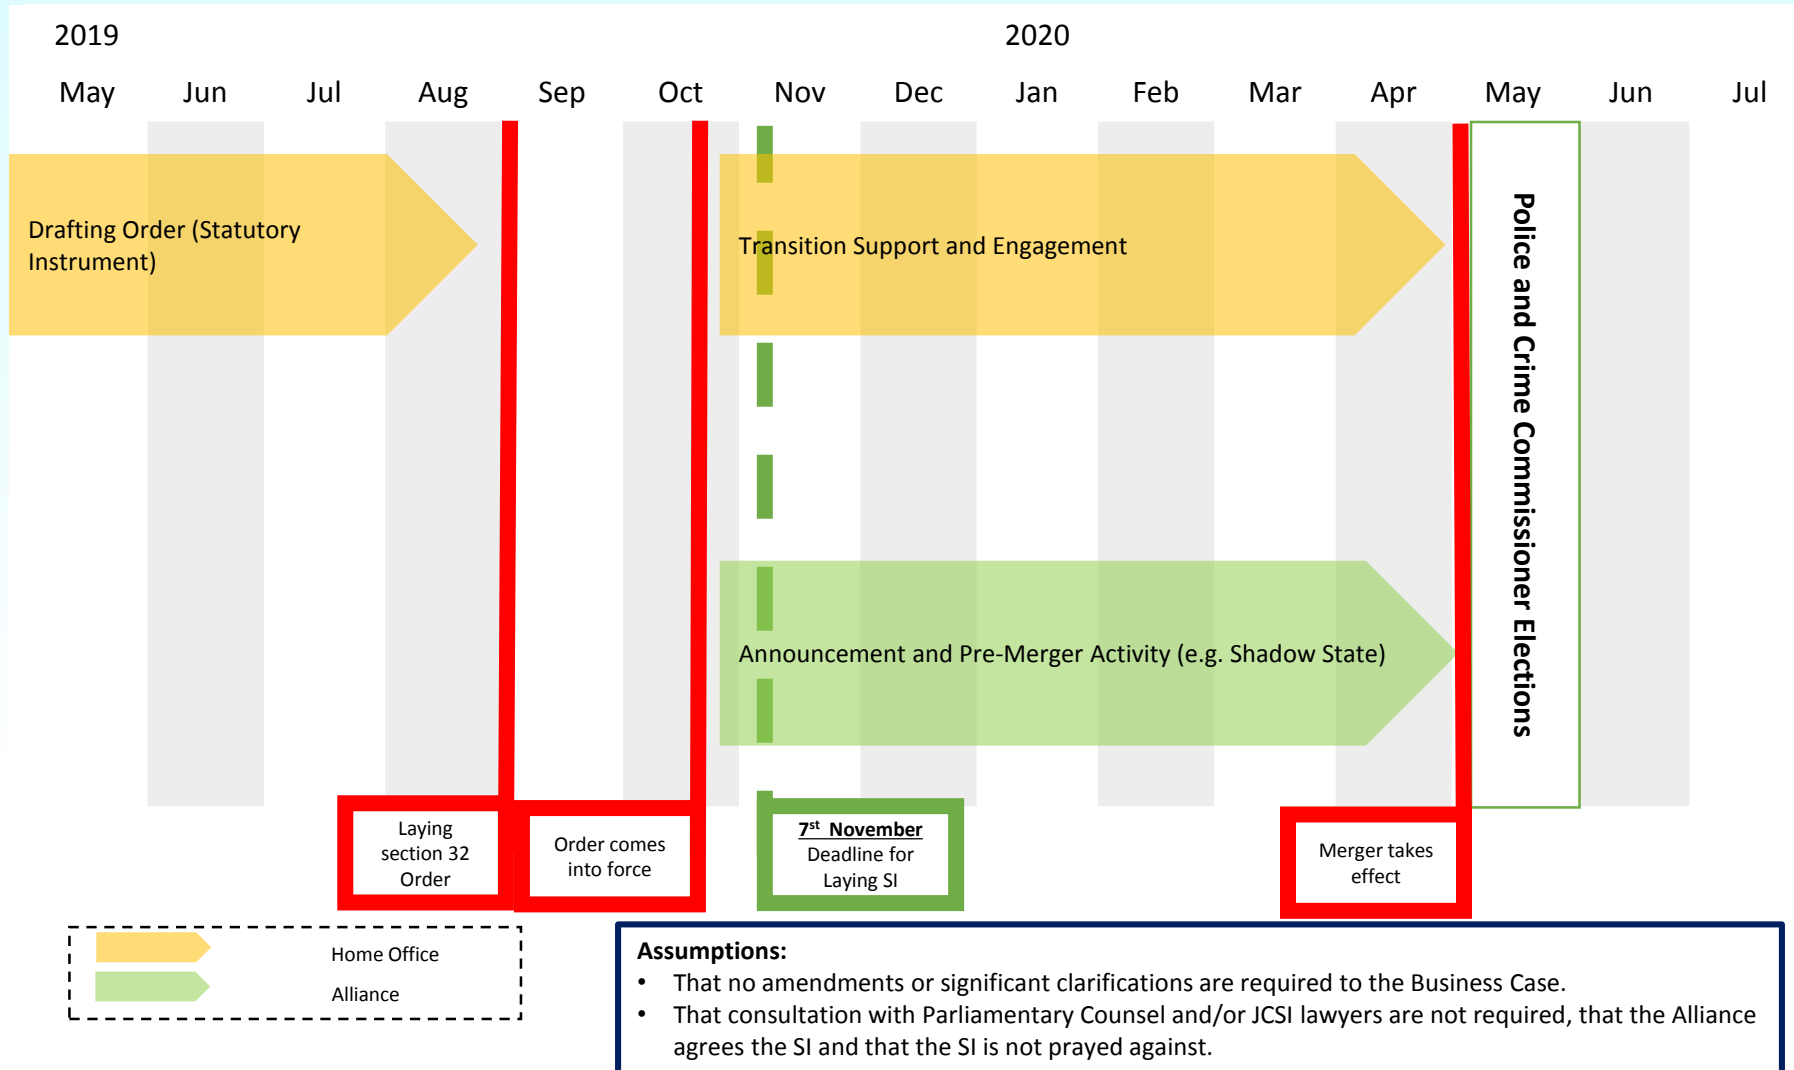 2019
2020
May Jun Jul Aug Sep Oct Nov Dec Jan Feb Mar Apr May Jun Jul
Drafting Order (Statutory
Instrument)
Transition Support and Engagement
Police and Crime Commissioner Elections
Announcement and Pre-Merger Activity (e.g. Shadow State)
Laying
section 32
Order
Order comes
into force
7st November
Deadline for
Laying SI
Merger takes
effect
Home Office
Alliance
Assumptions:
• That no amendments or significant clarifications are required to the Business Case.
• That consultation with Parliamentary Counsel and/or JCSI lawyers are not required, that the Alliance
agrees the SI and that the SI is not prayed against.